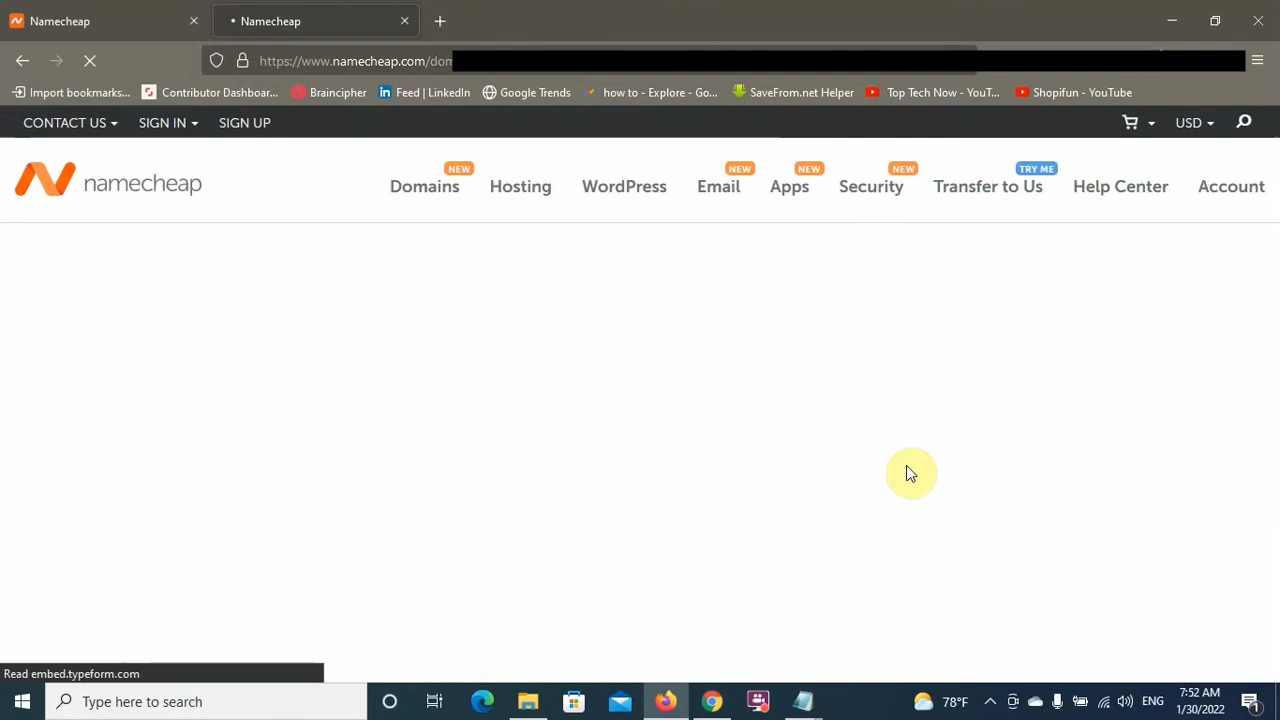 Namecheap
Namecheap
https://www.namecheap.com/dom
Import bookmarks...
Contributor Dashboar...
Braincipher
Feed | LinkedIn
Google Trends
how to - Explore - Go...
SaveFrom.net Helper
Top Tech Now - YouT...
Shopifun - YouTube
CONTACT US
SIGN IN
SIGN UP
USD
namecheap
Domains
NEW
Hosting
WordPress
Email
NEW
Apps
NEW
Security
NEW
Transfer to Us
TRY ME
Help Center
Account
Read embed.typeform.com
Type here to search
78°F
ENG
7:52 AM
1/30/2022
1